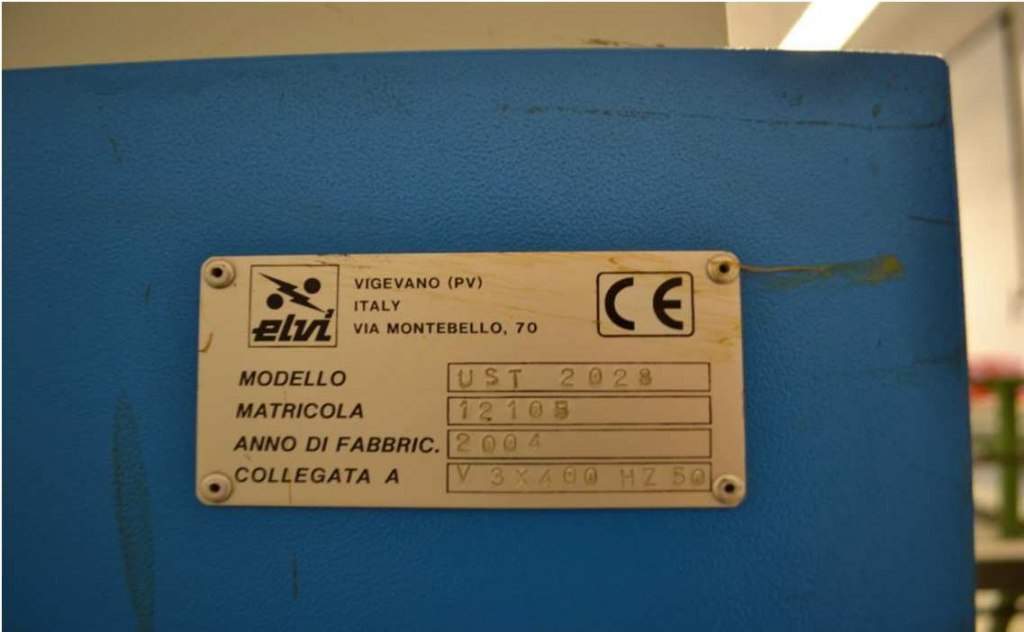 elvi
VIGEVANO (PV)
ITALY
VIA MONTEBELLO, 70
CE
MODELLO UST 2028
MATRICOLA 12105
ANNO DI FABBRIC. 2004
COLLEGATA A V 3X400 HZ 50